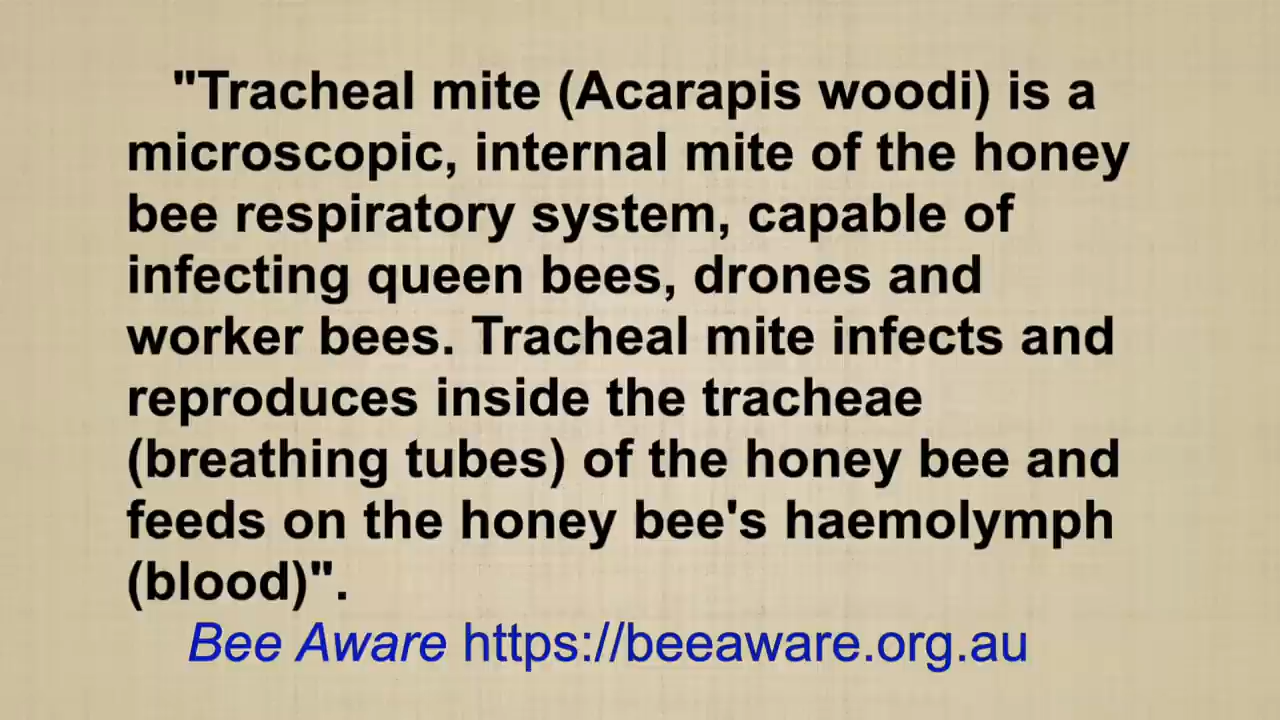 "Tracheal mite (Acarapis woodi) is a
microscopic, internal mite of the honey
bee respiratory system, capable of
infecting queen bees, drones and
worker bees. Tracheal mite infects and
reproduces inside the tracheae
(breathing tubes) of the honey bee and
feeds on the honey bee's haemolymph
(blood)".
Bee Aware https://beeaware.org.au